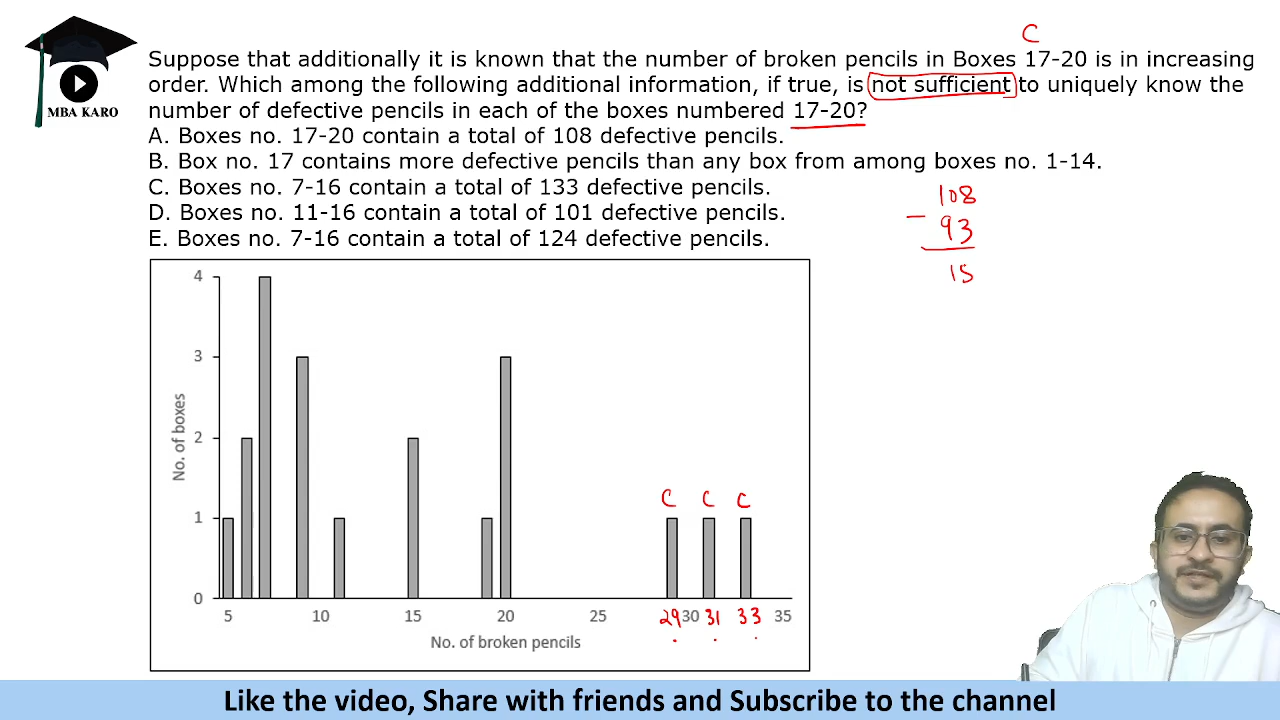 C
Suppose that additionally it is known that the number of broken pencils in Boxes 17-20 is in increasing
order. Which among the following additional information, if true, is not sufficient to uniquely know the
number of defective pencils in each of the boxes numbered 17-20?
MBA KARO
A. Boxes no. 17-20 contain a total of 108 defective pencils.
B. Box no. 17 contains more defective pencils than any box from among boxes no. 1-14.
C. Boxes no. 7-16 contain a total of 133 defective pencils.
D. Boxes no. 11-16 contain a total of 101 defective pencils.
E. Boxes no. 7-16 contain a total of 124 defective pencils.
108
- 93
15
4
3
2
1
0
No. of boxes
C C C
5 10 15 20 25 30 35
29 31 33
No. of broken pencils
Like the video, Share with friends and Subscribe to the channel